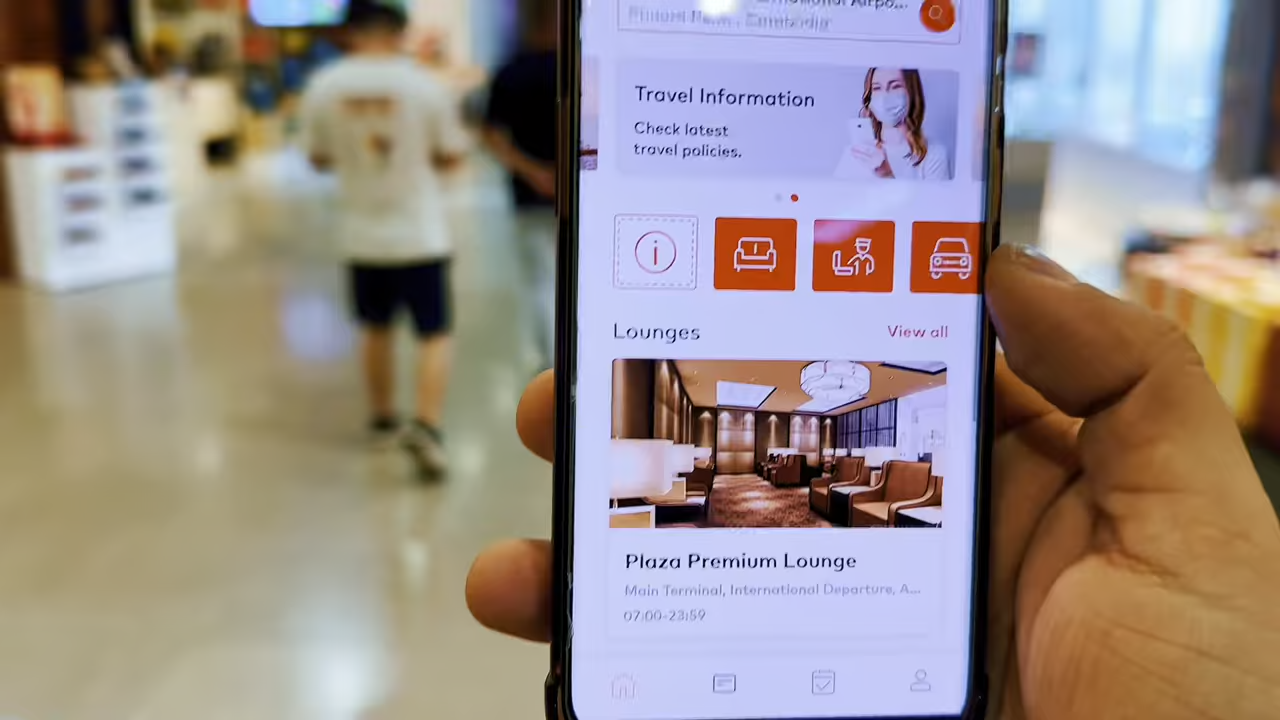 Travel Information
Check latest
travel policies.
Lounges
View all
Plaza Premium Lounge
Main Terminal, International Departure, A...
07:00-23:59